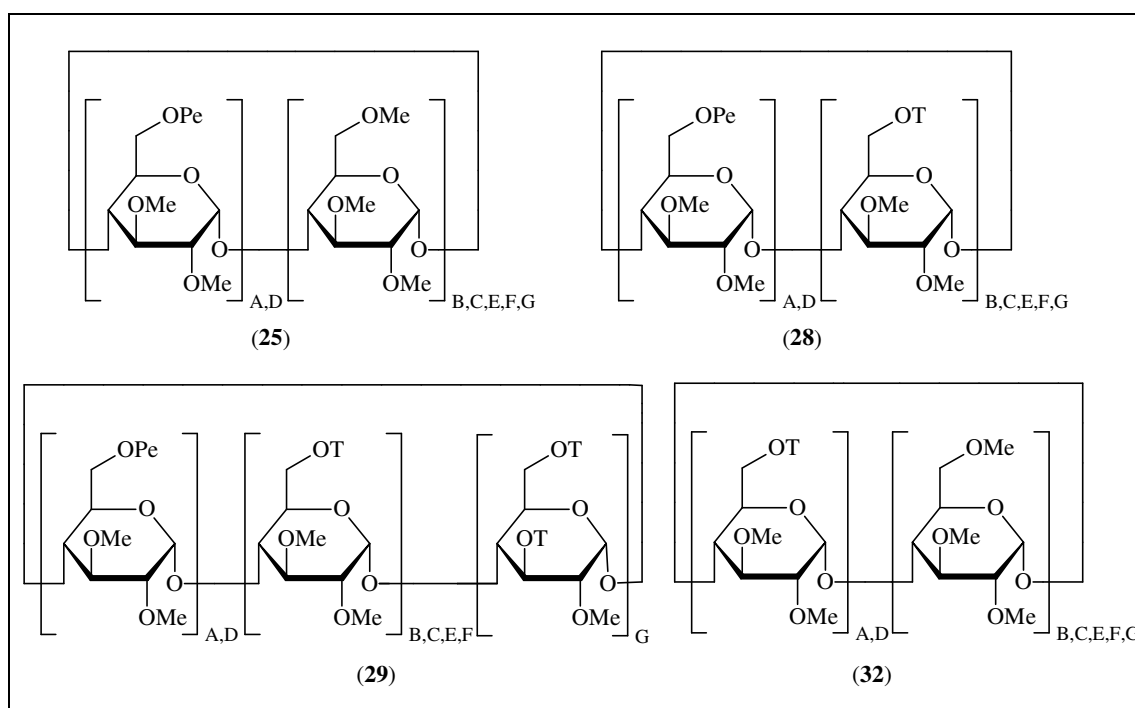 OPe OMe
O O
OMe OMe
O O
OMe OMe
A,D B,C,E,F,G
(25)
OPe OT
O O
OMe OMe
O O
OMe OMe
A,D B,C,E,F,G
(28)
OPe OT OT
O O O
OMe OMe OT
O O O
OMe OMe OMe
A,D B,C,E,F G
(29)
OT OMe
O O
OMe OMe
O O
OMe OMe
A,D B,C,E,F,G
(32)